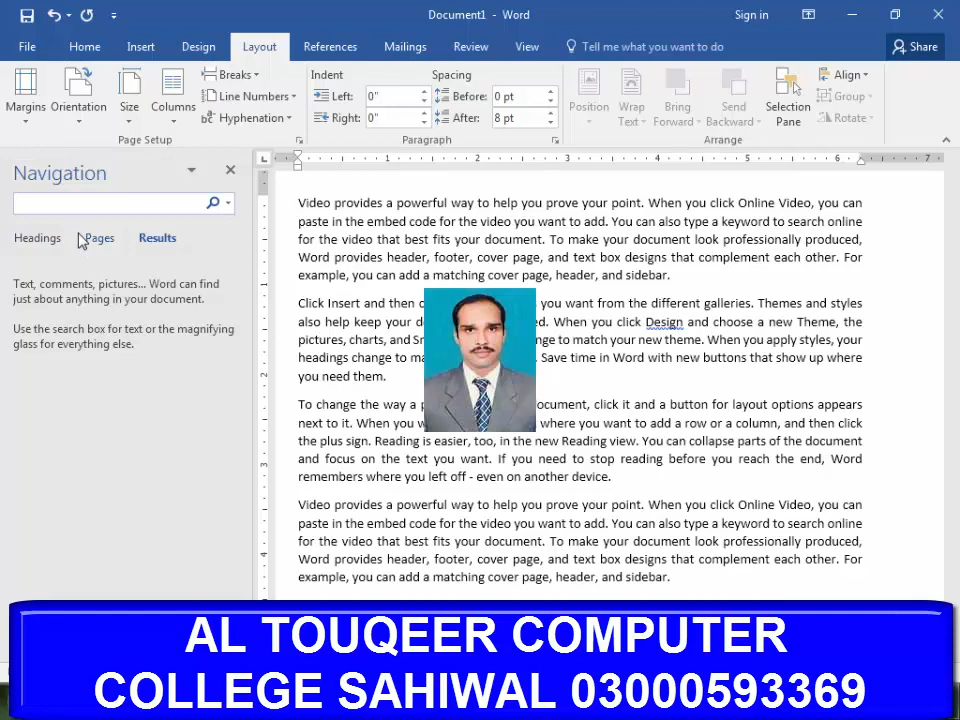 Document1 - Word
Sign in
File Home Insert Design Layout References Mailings Review View Tell me what you want to do Share
Margins Orientation Size Columns Breaks Line Numbers Hyphenation
Page Setup
Indent Spacing
Left: 0" Before: 0 pt
Right: 0" After: 8 pt
Paragraph
Position Wrap Text Bring Forward Send Backward Selection Pane Align Group Rotate
Arrange
Navigation
Headings Pages Results
Text, comments, pictures... Word can find
just about anything in your document.
Use the search box for text or the magnifying
glass for everything else.
1 2 3 4 5 6 7
1
2
3
4
Video provides a powerful way to help you prove your point. When you click Online Video, you can
paste in the embed code for the video you want to add. You can also type a keyword to search online
for the video that best fits your document. To make your document look professionally produced,
Word provides header, footer, cover page, and text box designs that complement each other. For
example, you can add a matching cover page, header, and sidebar.
Click Insert and then you want from the different galleries. Themes and styles
also help keep your When you click Design and choose a new Theme, the
pictures, charts, and to match your new theme. When you apply styles, your
headings change to Save time in Word with new buttons that show up where
you need them.
To change the way a click it and a button for layout options appears
next to it. When you where you want to add a row or a column, and then click
the plus sign. Reading is easier, too, in the new Reading view. You can collapse parts of the document
and focus on the text you want. If you need to stop reading before you reach the end, Word
remembers where you left off - even on another device.
Video provides a powerful way to help you prove your point. When you click Online Video, you can
paste in the embed code for the video you want to add. You can also type a keyword to search online
for the video that best fits your document. To make your document look professionally produced,
Word provides header, footer, cover page, and text box designs that complement each other. For
example, you can add a matching cover page, header, and sidebar.
AL TOUQEER COMPUTER
COLLEGE SAHIWAL 03000593369